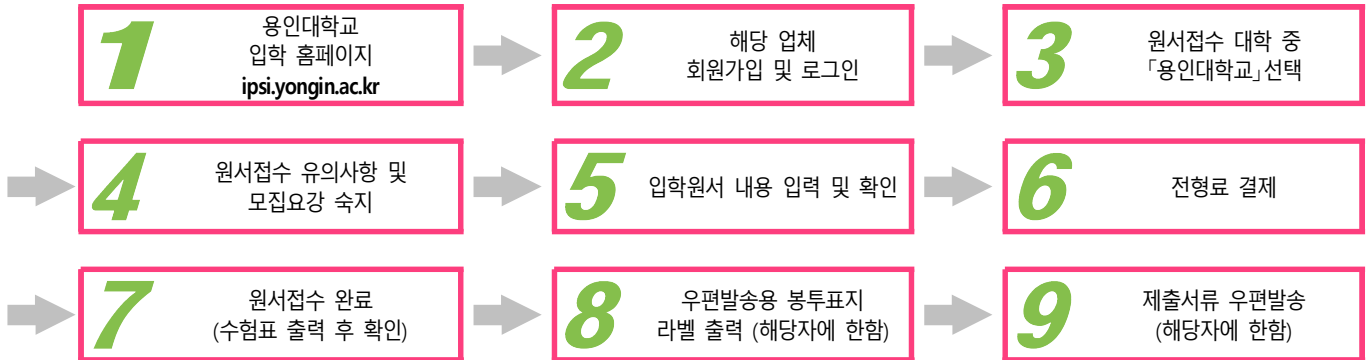 1
용인대학교
입학 홈페이지
ipsi.yongin.ac.kr
2
해당 업체
회원가입 및 로그인
3
원서접수 대학 중
「용인대학교」선택
4
원서접수 유의사항 및
모집요강 숙지
5
입학원서 내용 입력 및 확인
6
전형료 결제
7
원서접수 완료
(수험표 출력 후 확인)
8
우편발송용 봉투표지
라벨 출력 (해당자에 한함)
9
제출서류 우편발송
(해당자에 한함)